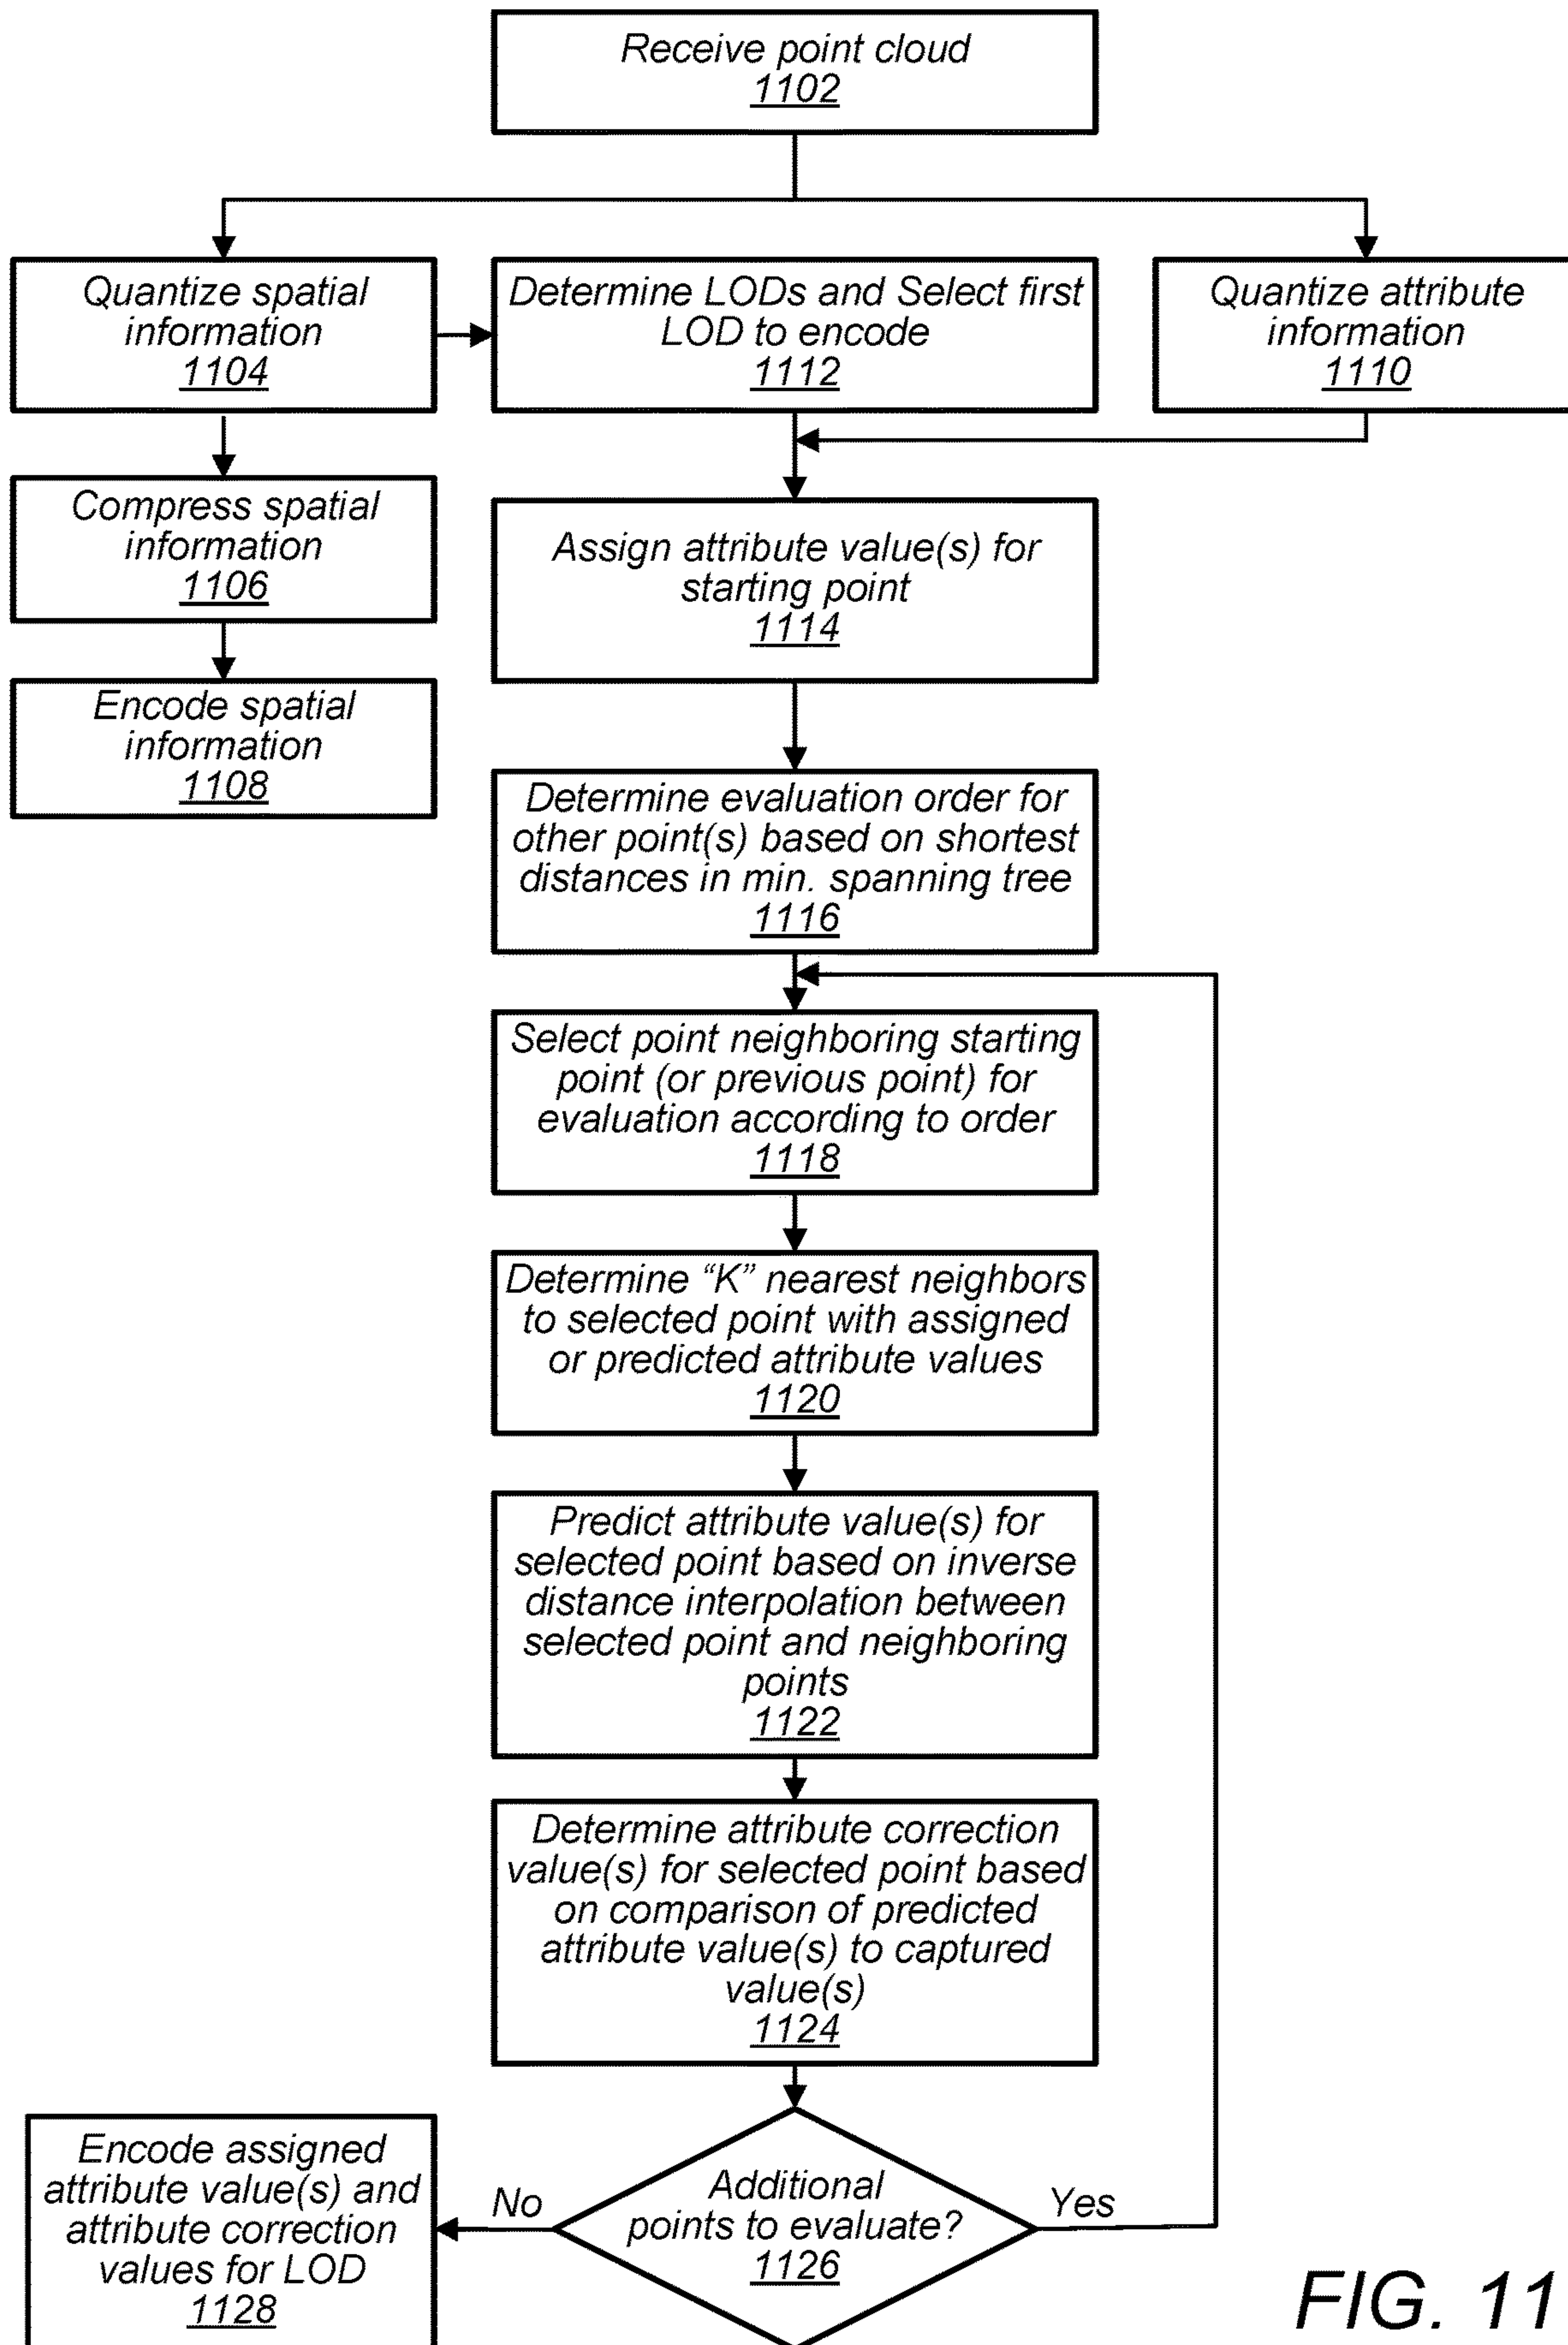 Receive point cloud
1102
Quantize spatial
information
1104
Determine LODs and Select first
LOD to encode
1112
Quantize attribute
information
1110
Compress spatial
information
1106
Assign attribute value(s) for
starting point
1114
Encode spatial
information
1108
Determine evaluation order for
other point(s) based on shortest
distances in min. spanning tree
1116
Select point neighboring starting
point (or previous point) for
evaluation according to order
1118
Determine “K” nearest neighbors
to selected point with assigned
or predicted attribute values
1120
Predict attribute value(s) for
selected point based on inverse
distance interpolation between
selected point and neighboring
points
1122
Determine attribute correction
value(s) for selected point based
on comparison of predicted
attribute value(s) to captured
value(s)
1124
Additional
points to evaluate?
1126
Yes
No
Encode assigned
attribute value(s) and
attribute correction
values for LOD
1128
FIG. 11